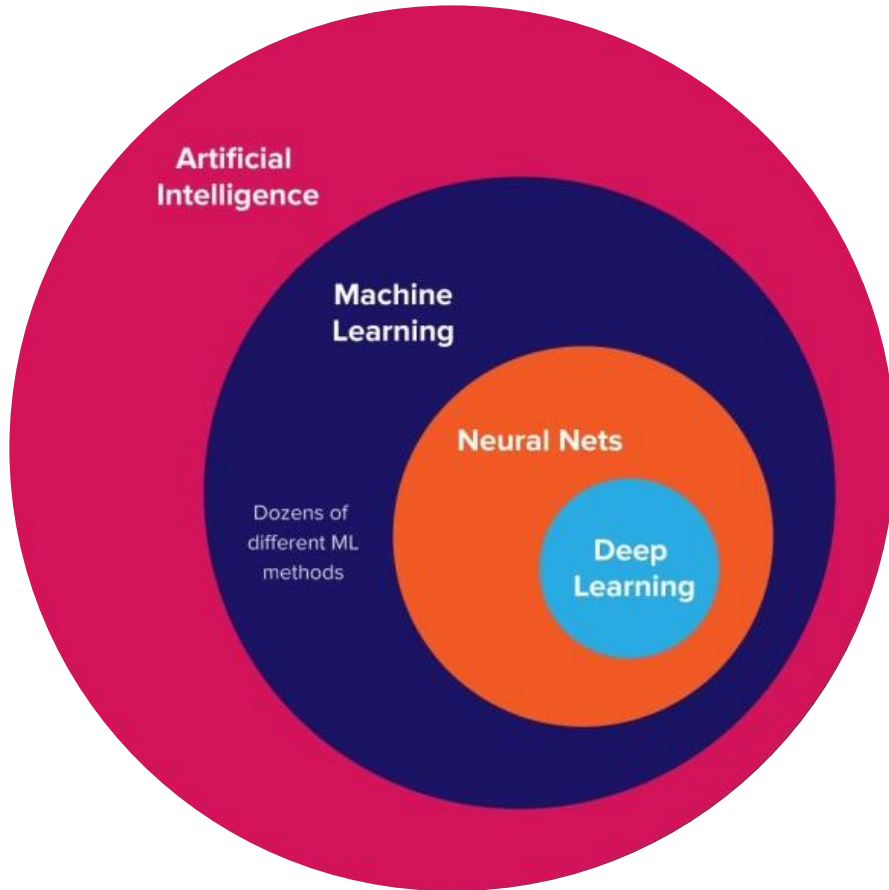 Artificial
Intelligence
Machine
Learning
Neural Nets
Dozens of
different ML
methods
Deep
Learning